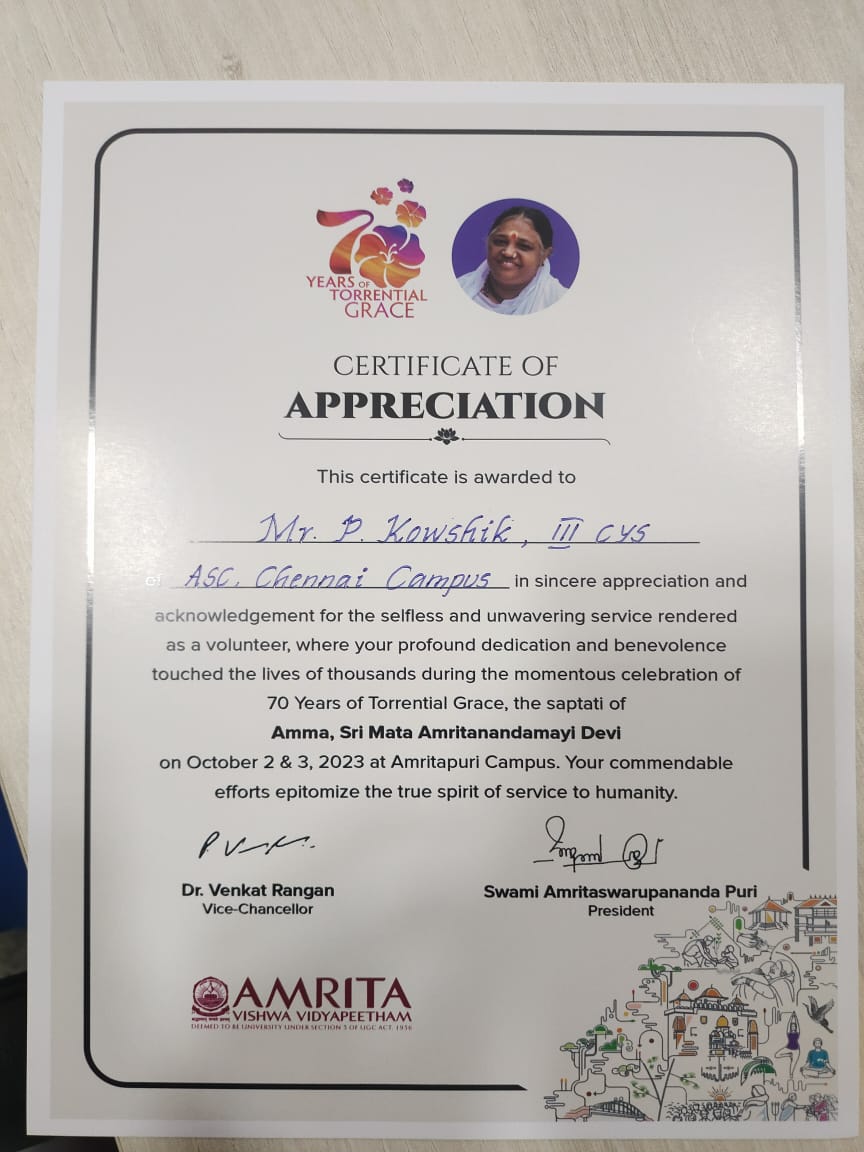 70
YEARS OF
TORRENTIAL
GRACE
CERTIFICATE OF
APPRECIATION
This certificate is awarded to
Mr. P. Kowshik, III CYS
of ASC, Chennai Campus in sincere appreciation and
acknowledgement for the selfless and unwavering service rendered
as a volunteer, where your profound dedication and benevolence
touched the lives of thousands during the momentous celebration of
70 Years of Torrential Grace, the saptati of
Amma, Sri Mata Amritanandamayi Devi
on October 2 & 3, 2023 at Amritapuri Campus. Your commendable
efforts epitomize the true spirit of service to humanity.
Dr. Venkat Rangan
Vice-Chancellor
Swami Amritaswarupananda Puri
President
AMRITA
VISHWA VIDYAPEETHAM
DEEMED TO BE UNIVERSITY UNDER SECTION 3 OF UGC ACT, 1956